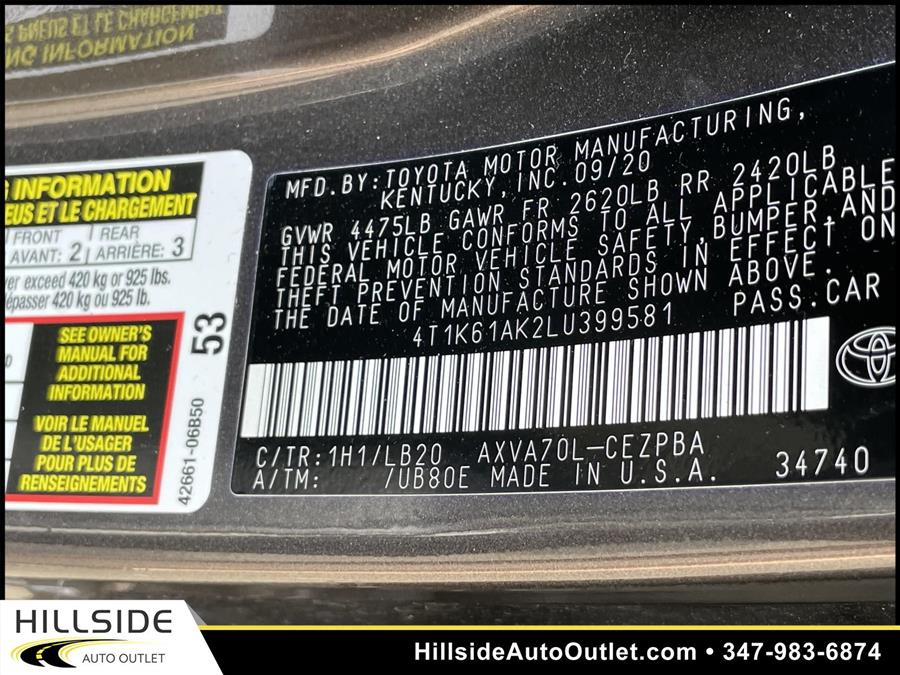 G INFORMATION
EUS ET LE CHARGEMENT
FRONT
AVANT: 2
REAR
ARRIÈRE: 3
ver exceed 420 kg or 925 lbs.
dépasser 420 kg ou 925 lb.
SEE OWNER'S
MANUAL FOR
ADDITIONAL
INFORMATION
VOIR LE MANUEL
DE L'USAGER
POUR PLUS DE
RENSEIGNEMENTS
53
42661-06B50
MFD.BY:TOYOTA MOTOR MANUFACTURING,
KENTUCKY,INC.09/20
GVWR 4475LB GAWR FR 2620LB RR 2420LB
THIS VEHICLE CONFORMS TO ALL APPLICABLE
FEDERAL MOTOR VEHICLE SAFETY,BUMPER,AND
THEFT PREVENTION STANDARDS IN EFFECT ON
THE DATE OF MANUFACTURE SHOWN ABOVE.
4T1K61AK2LU399581 PASS.CAR
C/TR:1H1/LB20 AXVA70L-CEZPBA
A/TM: /UB80E MADE IN U.S.A. 34740
HILLSIDE
AUTO OUTLET
HillsideAutoOutlet.com • 347-983-6874